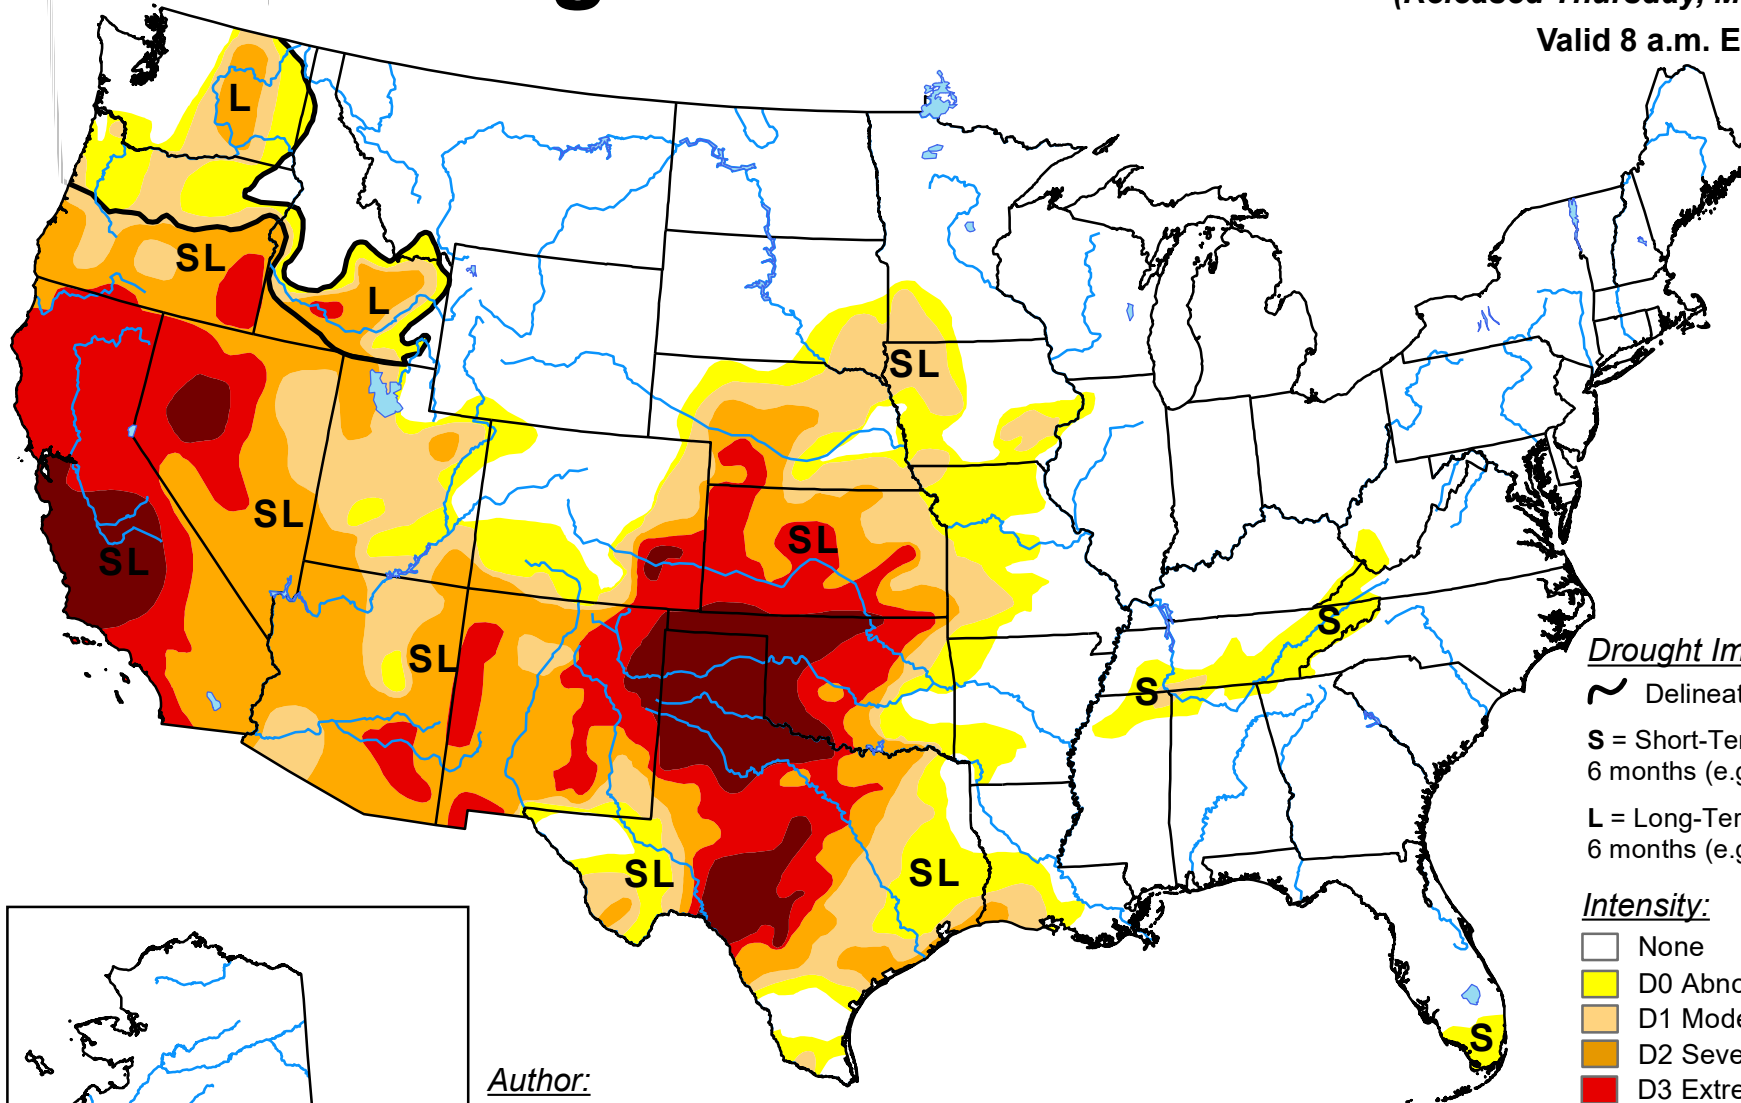 g
Valid 8 a.m. E
L
SL
L
SL
SL
SL
SL
SL
S
S
SL
SL
S
Drought Im
Delineat
S = Short-Ter
6 months (e.g
L = Long-Ter
6 months (e.g
Intensity:
None
D0 Abno
D1 Mode
D2 Seve
D3 Extre
Author: